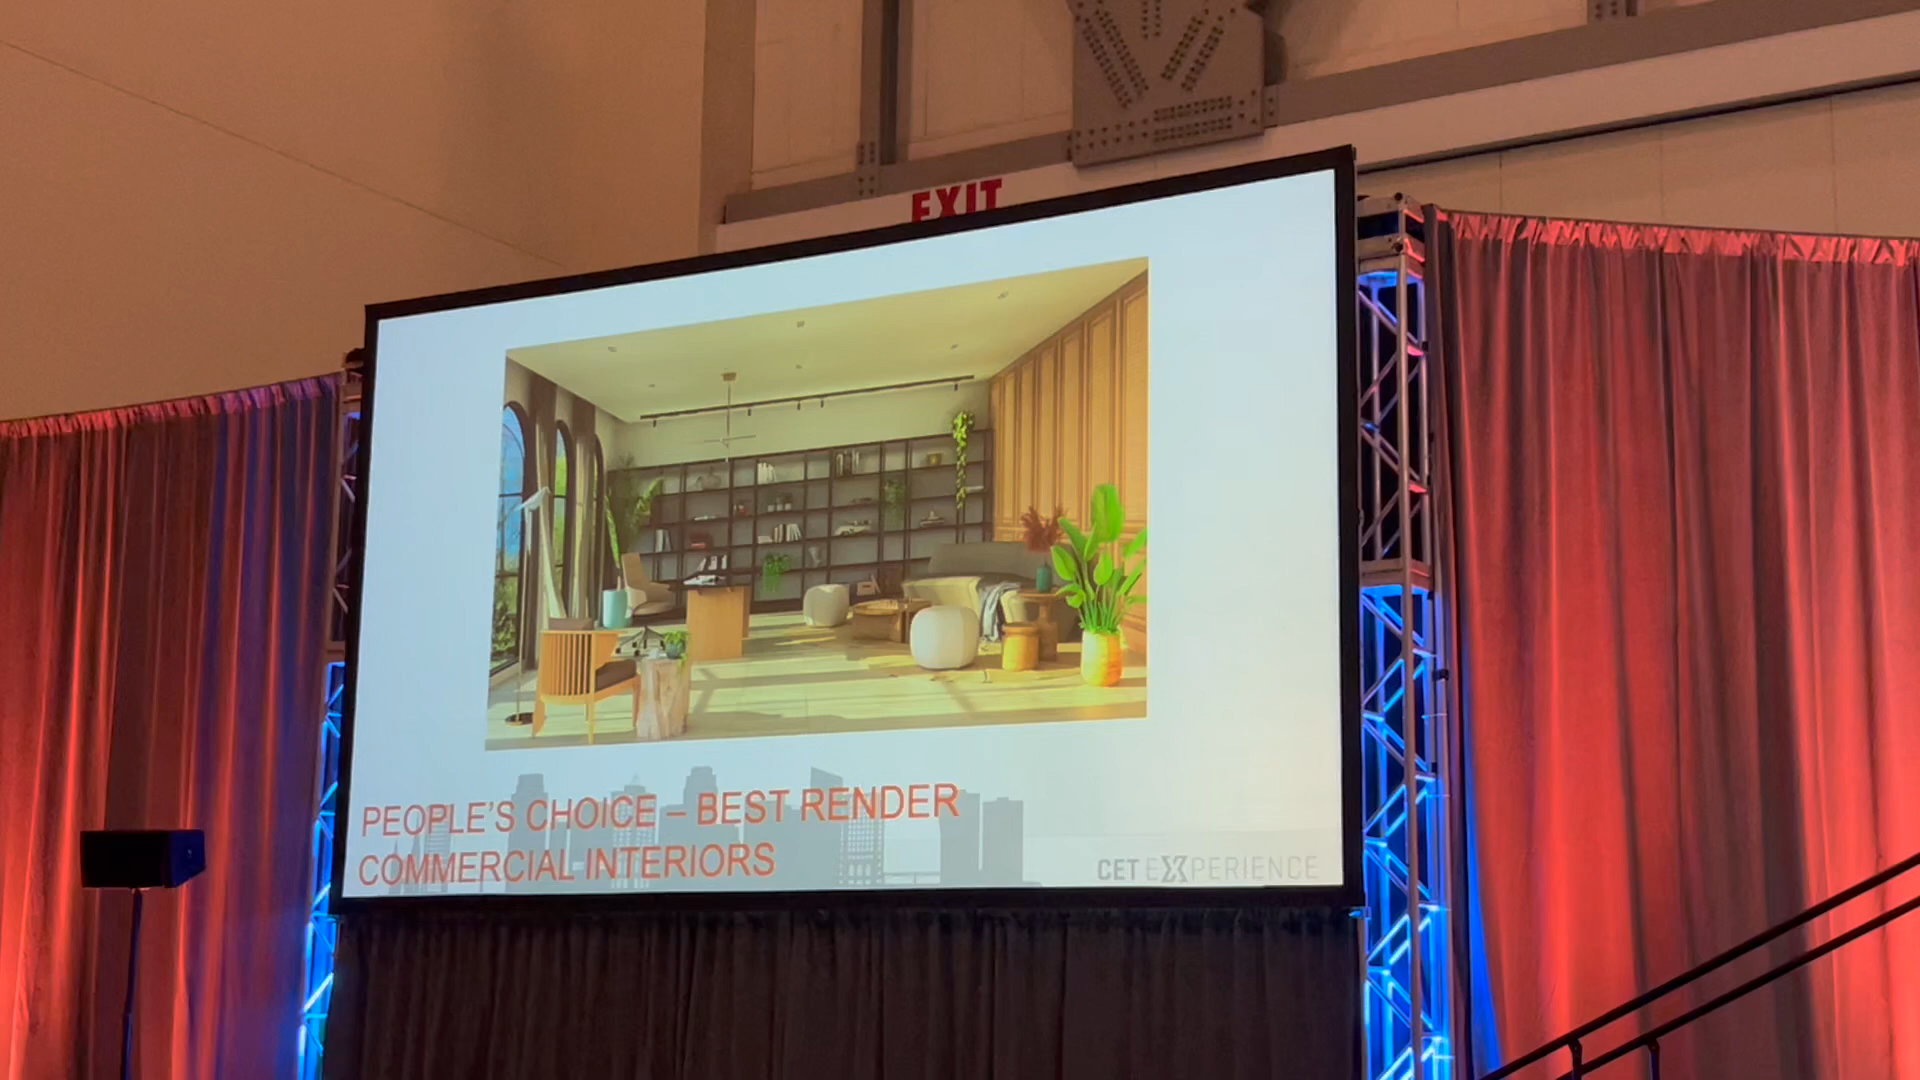 EXIT
PEOPLE'S CHOICE – BEST RENDER
COMMERCIAL INTERIORS
CET EXPERIENCE